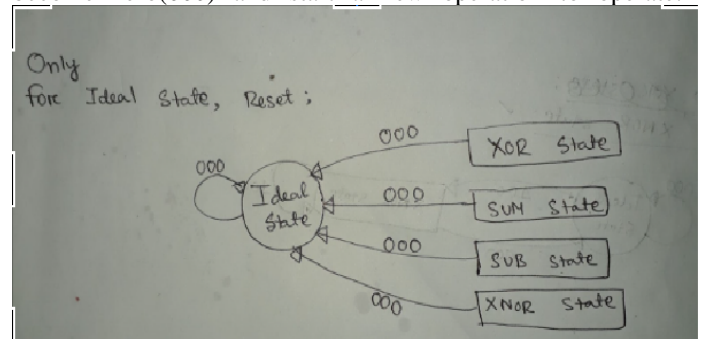 Only
for Ideal State, Reset;
000
XOR State
000
Ideal
State
000
SUM State
000
SUB State
000
XNOR State